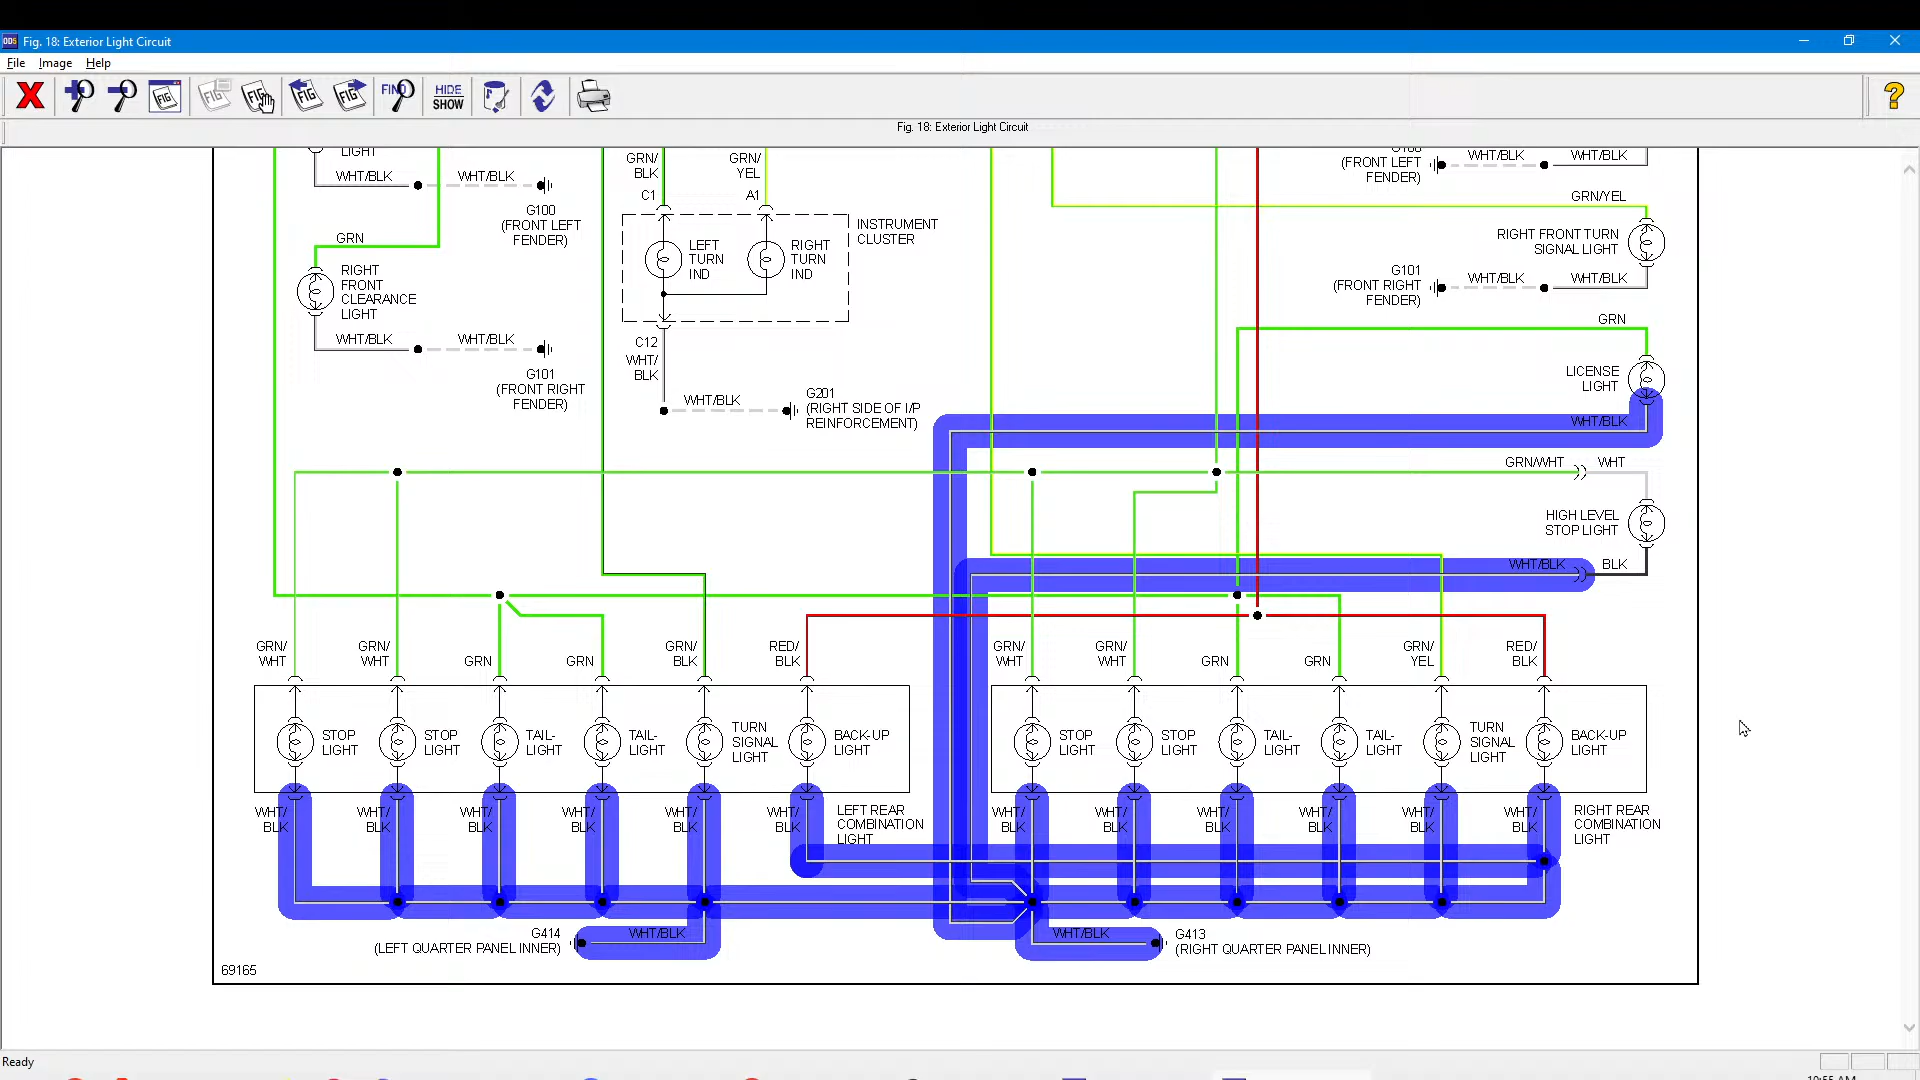 Fig. 18: Exterior Light Circuit
File Image Help
FIG
FIG
FIG
FIG
FIG
FIND
HIDE
SHOW
?
Fig. 18: Exterior Light Circuit
LIGHT
WHT/BLK
WHT/BLK
G100
(FRONT LEFT
FENDER)
GRN
RIGHT
FRONT
CLEARANCE
LIGHT
WHT/BLK
WHT/BLK
G101
(FRONT RIGHT
FENDER)
GRN/
BLK
GRN/
YEL
C1
A1
INSTRUMENT
CLUSTER
LEFT
TURN
IND
RIGHT
TURN
IND
C12
WHT/
BLK
WHT/BLK
G201
(RIGHT SIDE OF I/P
REINFORCEMENT)
(FRONT LEFT
FENDER)
WHT/BLK
WHT/BLK
GRN/YEL
RIGHT FRONT TURN
SIGNAL LIGHT
G101
(FRONT RIGHT
FENDER)
WHT/BLK
WHT/BLK
GRN
LICENSE
LIGHT
WHT/BLK
GRN/WHT
WHT
HIGH LEVEL
STOP LIGHT
WHT/BLK
BLK
GRN/
WHT
GRN/
WHT
GRN
GRN
GRN/
BLK
RED/
BLK
GRN/
WHT
GRN/
WHT
GRN
GRN
GRN/
YEL
RED/
BLK
STOP
LIGHT
STOP
LIGHT
TAIL-
LIGHT
TAIL-
LIGHT
TURN
SIGNAL
LIGHT
BACK-UP
LIGHT
STOP
LIGHT
STOP
LIGHT
TAIL-
LIGHT
TAIL-
LIGHT
TURN
SIGNAL
LIGHT
BACK-UP
LIGHT
WHT/
BLK
WHT/
BLK
WHT/
BLK
WHT/
BLK
WHT/
BLK
WHT/
BLK
LEFT REAR
COMBINATION
LIGHT
WHT/
BLK
WHT/
BLK
WHT/
BLK
WHT/
BLK
WHT/
BLK
WHT/
BLK
RIGHT REAR
COMBINATION
LIGHT
G414
(LEFT QUARTER PANEL INNER)
WHT/BLK
WHT/BLK
G413
(RIGHT QUARTER PANEL INNER)
69165
Ready